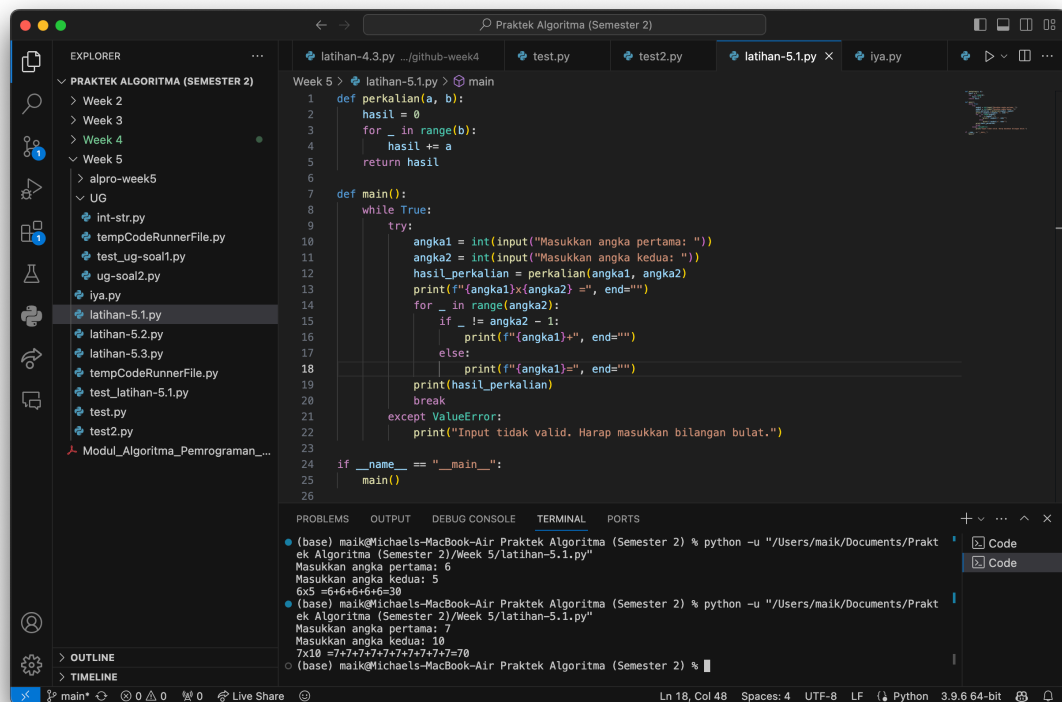 Praktek Algoritma (Semester 2)
EXPLORER
PRAKTEK ALGORITMA (SEMESTER 2)
Week 2
Week 3
Week 4
Week 5
alpro-week5
UG
int-str.py
tempCodeRunnerFile.py
test_ug-soal1.py
ug-soal2.py
iya.py
latihan-5.1.py
latihan-5.2.py
latihan-5.3.py
tempCodeRunnerFile.py
test_latihan-5.1.py
test.py
test2.py
Modul_Algoritma_Pemrograman_...
OUTLINE
TIMELINE
1
1
latihan-4.3.py .../github-week4 test.py test2.py latihan-5.1.py iya.py
Week 5 > latihan-5.1.py > main
1 def perkalian(a, b):
2     hasil = 0
3     for _ in range(b):
4         hasil += a
5     return hasil
6
7 def main():
8     while True:
9         try:
10             angka1 = int(input("Masukkan angka pertama: "))
11             angka2 = int(input("Masukkan angka kedua: "))
12             hasil_perkalian = perkalian(angka1, angka2)
13             print(f"{angka1}x{angka2} =", end="")
14             for _ in range(angka2):
15                 if _ != angka2 - 1:
16                     print(f"{angka1}+", end="")
17                 else:
18                     print(f"{angka1}=", end="")
19             print(hasil_perkalian)
20             break
21         except ValueError:
22             print("Input tidak valid. Harap masukkan bilangan bulat.")
23
24 if __name__ == "__main__":
25     main()
26
PROBLEMS OUTPUT DEBUG CONSOLE TERMINAL PORTS
(base) maik@Michaels-MacBook-Air Praktek Algoritma (Semester 2) % python -u "/Users/maik/Documents/Prakt
ek Algoritma (Semester 2)/Week 5/latihan-5.1.py"
Masukkan angka pertama: 6
Masukkan angka kedua: 5
6x5 =6+6+6+6+6=30
(base) maik@Michaels-MacBook-Air Praktek Algoritma (Semester 2) % python -u "/Users/maik/Documents/Prakt
ek Algoritma (Semester 2)/Week 5/latihan-5.1.py"
Masukkan angka pertama: 7
Masukkan angka kedua: 10
7x10 =7+7+7+7+7+7+7+7+7+7=70
(base) maik@Michaels-MacBook-Air Praktek Algoritma (Semester 2) %
Code
Code
main* 0 0 0 Live Share Ln 18, Col 48 Spaces: 4 UTF-8 LF Python 3.9.6 64-bit